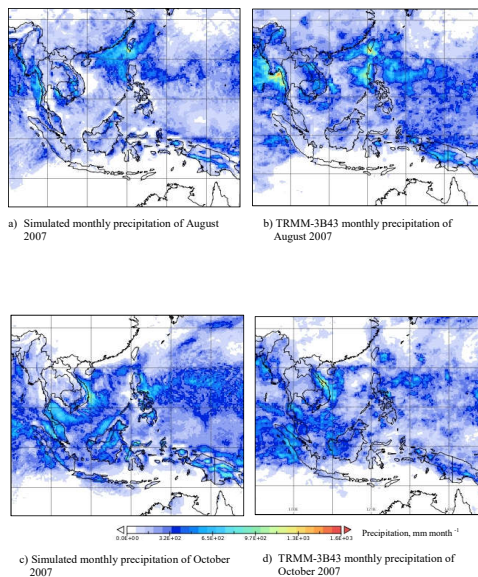 a) Simulated monthly precipitation of August
2007
b) TRMM-3B43 monthly precipitation of
August 2007
0.0E+00 3.2E+02 6.5E+02 9.7E+02 1.3E+03 1.6E+03
Precipitation, mm month -1
c) Simulated monthly precipitation of October
2007
d) TRMM-3B43 monthly precipitation of
October 2007